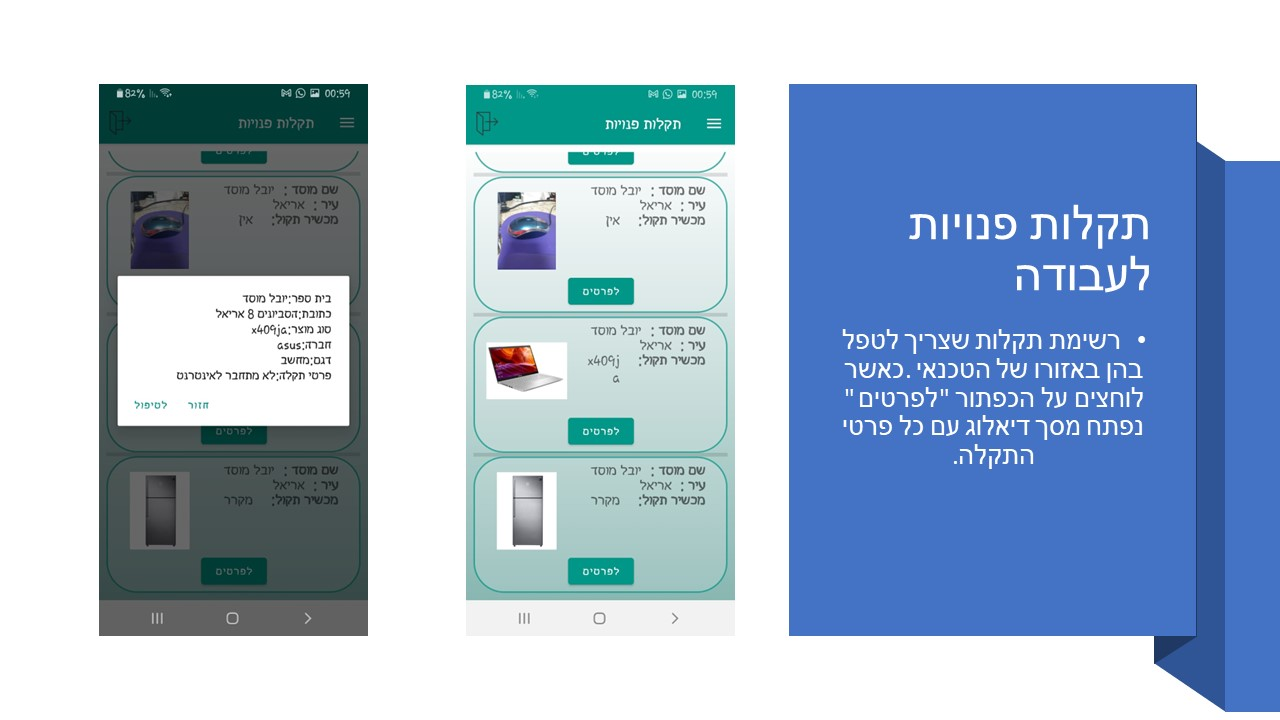 תקלות פנויות
לעבודה
• רשימת תקלות שצריך לטפל
בהן באזורו של הטכנאי .כאשר
לוחצים על הכפתור "לפרטים"
נפתח מסך דיאלוג עם כל פרטי
התקלה.
00:59 82%
תקלות פנויות
לפרטים
שם מוסד : יובל מוסד
עיר : אריאל
מכשיר תקול: אין
לפרטים
שם מוסד : יובל מוסד
עיר : אריאל
מכשיר תקול: x409j
a
לפרטים
שם מוסד : יובל מוסד
עיר : אריאל
מכשיר תקול: מקרר
לפרטים
00:59 82%
תקלות פנויות
לפרטים
שם מוסד : יובל מוסד
עיר : אריאל
מכשיר תקול: אין
בית ספר:יובל מוסד
כתובת:הסביונים 8 אריאל
סוג מוצר:x409ja
חברה:asus
דגם:מחשב
פרטי תקלה:לא מתחבר לאינטרנט
חזור לטיפול
לפרטים
שם מוסד : יובל מוסד
עיר : אריאל
מכשיר תקול: מקרר
לפרטים